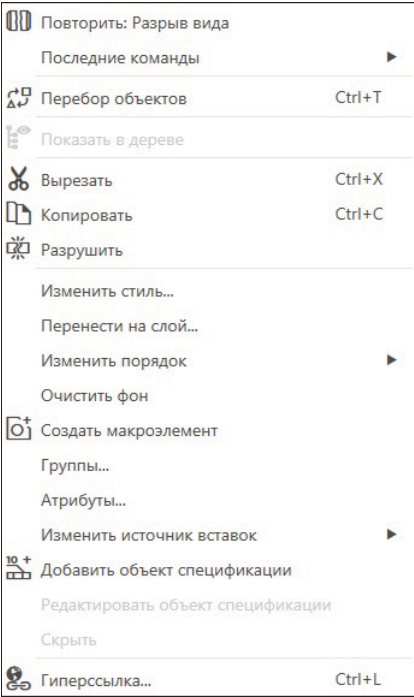 Повторить: Разрыв вида
Последние команды
Перебор объектов Ctrl+T
Показать в дереве
Вырезать Ctrl+X
Копировать Ctrl+C
Разрушить
Изменить стиль...
Перенести на слой...
Изменить порядок
Очистить фон
Создать макроэлемент
Группы...
Атрибуты...
Изменить источник вставок
10 + Добавить объект спецификации
Редактировать объект спецификации
Скрыть
Гиперссылка... Ctrl+L